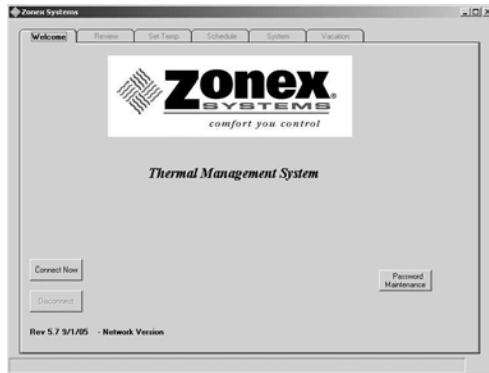 Zonex Systems
Welcome Review Set Temp Schedule System Vacation
zonex
SYSTEMS
comfort you control
Thermal Management System
Connect Now
Password
Maintenance
Disconnect
Rev 5.7 9/1/05 - Network Version